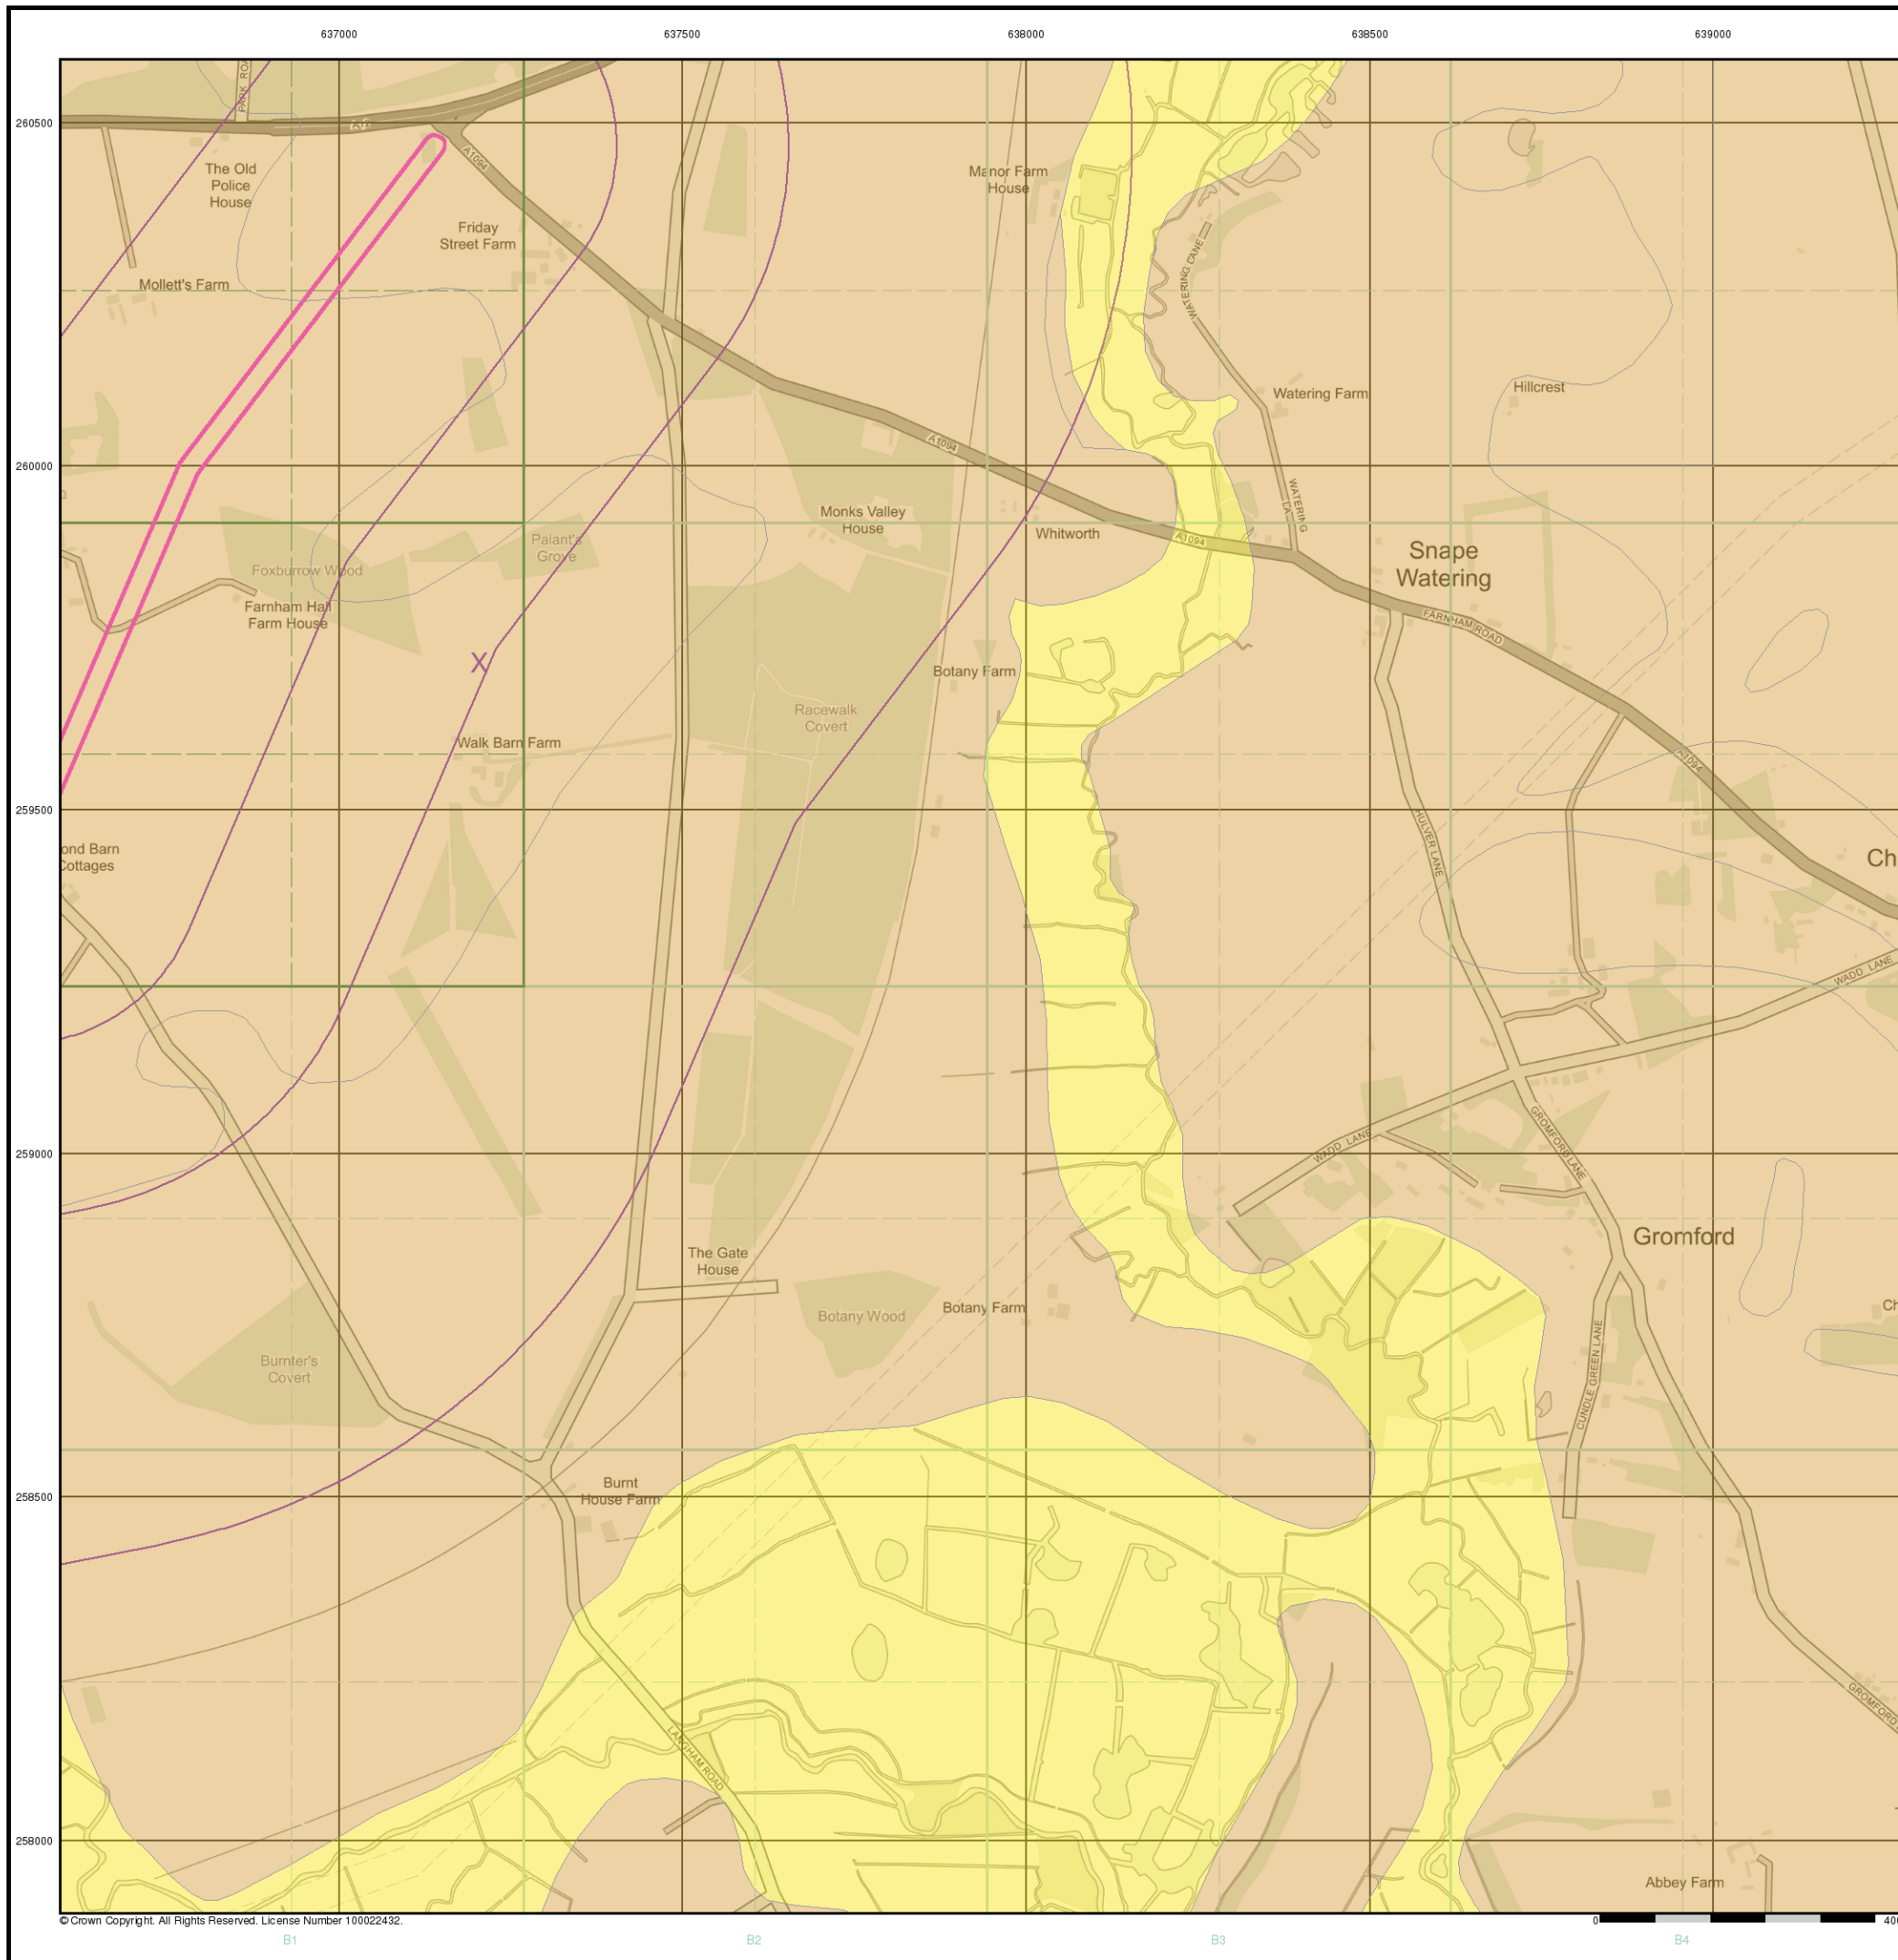 637000
637500
638000
638500
639000
260500
260000
259500
259000
258500
258000
A1094
The Old
Police
House
Friday
Street Farm
Mollett's Farm
Manor Farm
House
WATERING LANE
Watering Farm
Hillcrest
A1094
Monks Valley
House
Whitworth
A1094
WATERING
LA
Snape
Watering
FARNHAM ROAD
Palant's
Grove
Foxburrow Wood
Farnham Hall
Farm House
X
Botany Farm
Racewalk
Covert
Walk Barn Farm
A1094
HULVER LANE
ond Barn
Cottages
Ch
WADD LANE
WADD LANE
GROMFORD LANE
Gromford
The Gate
House
Botany Farm
Botany Wood
Burnter's
Covert
CUNDLE GREEN LANE
Ch
Burnt
House Farm
LANGHAM ROAD
GROMFORD
Abbey Farm
© Crown Copyright. All Rights Reserved. License Number 100022432.
0
B1
B2
B3
B4